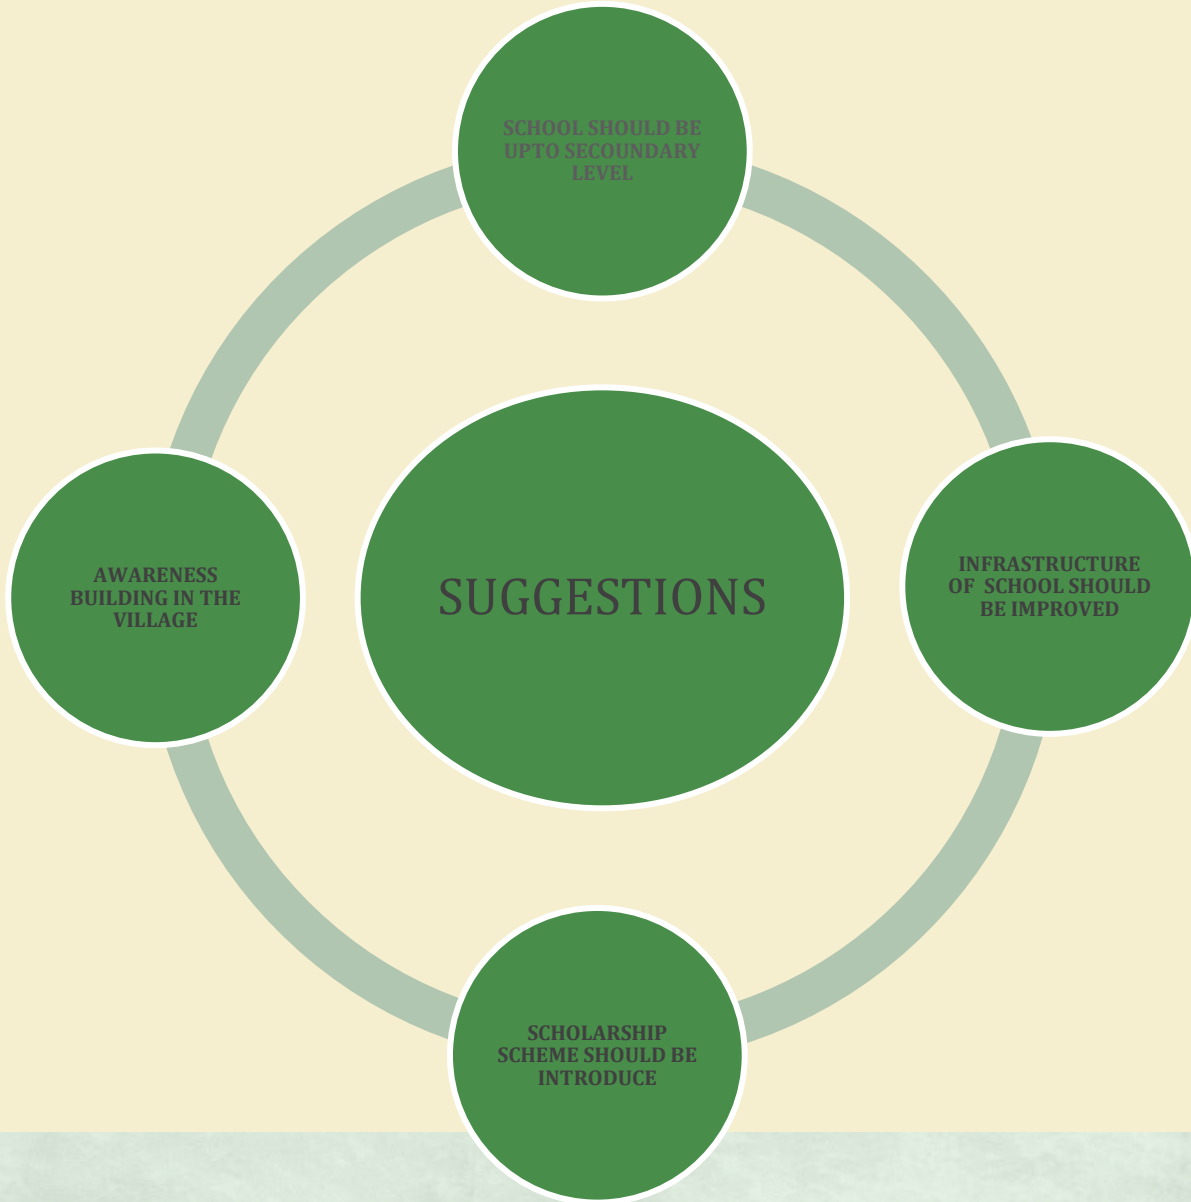 SCHOOL SHOULD BE
UPTO SECOUNDARY
LEVEL
AWARENESS
BUILDING IN THE
VILLAGE
SUGGESTIONS
INFRASTRUCTURE
OF SCHOOL SHOULD
BE IMPROVED
SCHOLARSHIP
SCHEME SHOULD BE
INTRODUCE